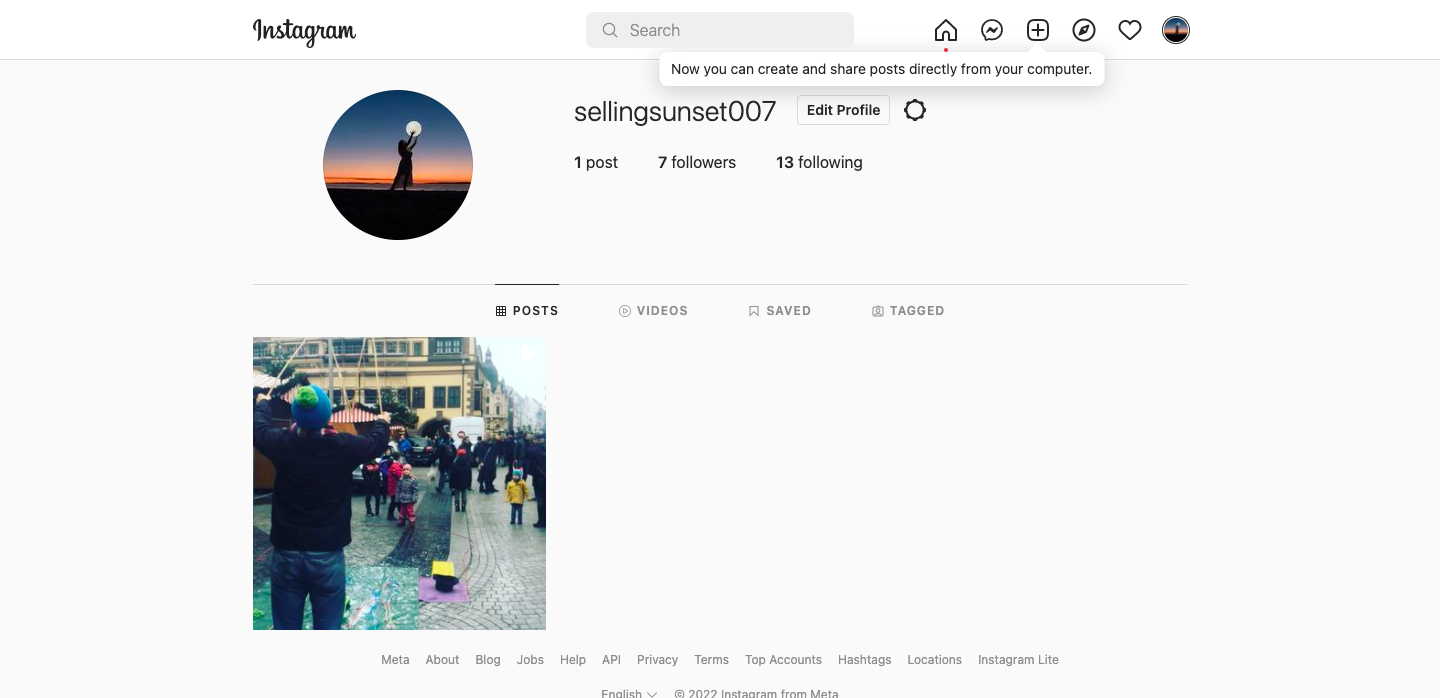 Instagram
Search
Now you can create and share posts directly from your computer.
sellingsunset007 Edit Profile
1 post 7 followers 13 following
POSTS VIDEOS SAVED TAGGED
Meta About Blog Jobs Help API Privacy Terms Top Accounts Hashtags Locations Instagram Lite
English © 2022 Instagram from Meta